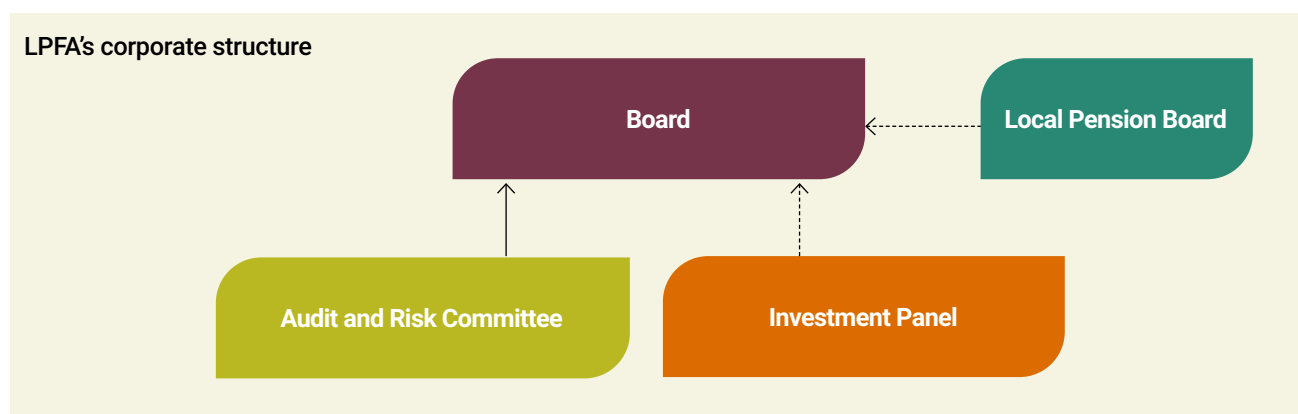 LPFA’s corporate structure
Board
Local Pension Board
Audit and Risk Committee
Investment Panel